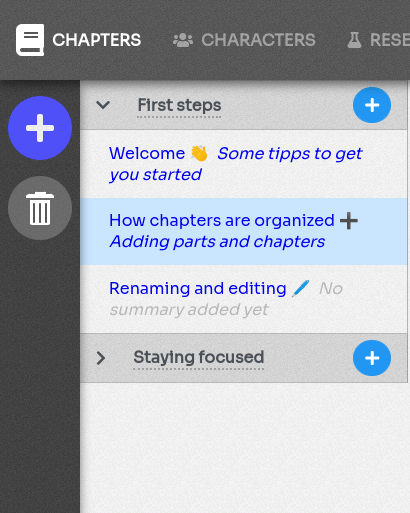 CHAPTERS CHARACTERS RESE
First steps
Welcome 👋 Some tipps to get
you started
How chapters are organized ➕
Adding parts and chapters
Renaming and editing 🖊️ No
summary added yet
Staying focused